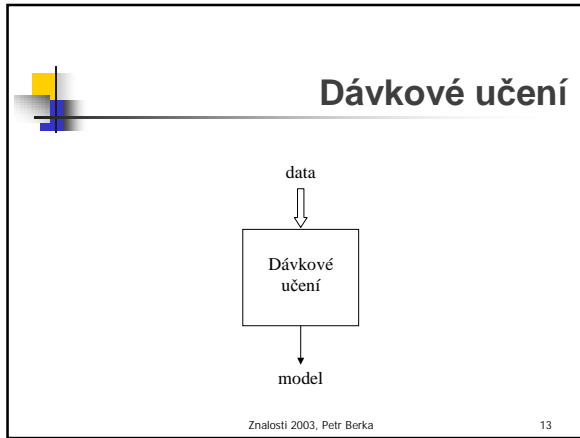 Dávkové učení
data
Dávkové
učení
model
Znalosti 2003, Petr Berka 13